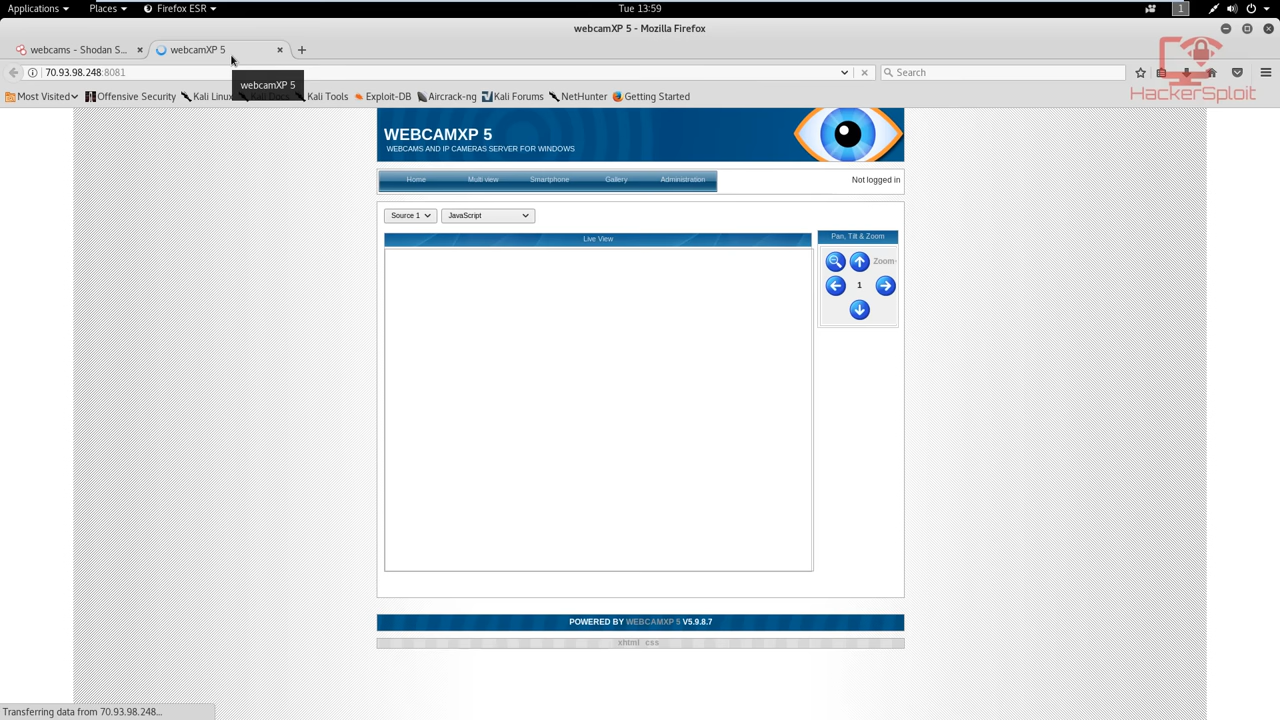 Applications Places Firefox ESR Tue 13:59 1
webcamXP 5 - Mozilla Firefox
webcams - Shodan S... webcamXP 5
70.93.98.248:8081 Search
webcamXP 5
Most Visited Offensive Security Kali Linux Kali Docs Kali Tools Exploit-DB Aircrack-ng Kali Forums NetHunter Getting Started
HackerSploit
WEBCAMXP 5
WEBCAMS AND IP CAMERAS SERVER FOR WINDOWS
Home Multi view Smartphone Gallery Administration Not logged in
Source 1 JavaScript
Live View Pan, Tilt & Zoom
Zoom-
1
POWERED BY WEBCAMXP 5 V5.9.8.7
xhtml css
Transferring data from 70.93.98.248...